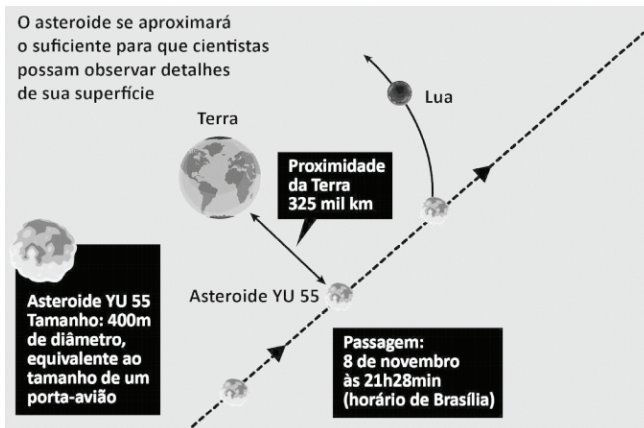 O asteroide se aproximará
o suficiente para que cientistas
possam observar detalhes
de sua superfície
Terra
Lua
Proximidade
da Terra
325 mil km
Asteroide YU 55
Asteroide YU 55
Tamanho: 400m
de diâmetro,
equivalente ao
tamanho de um
porta-avião
Passagem:
8 de novembro
às 21h28min
(horário de Brasília)